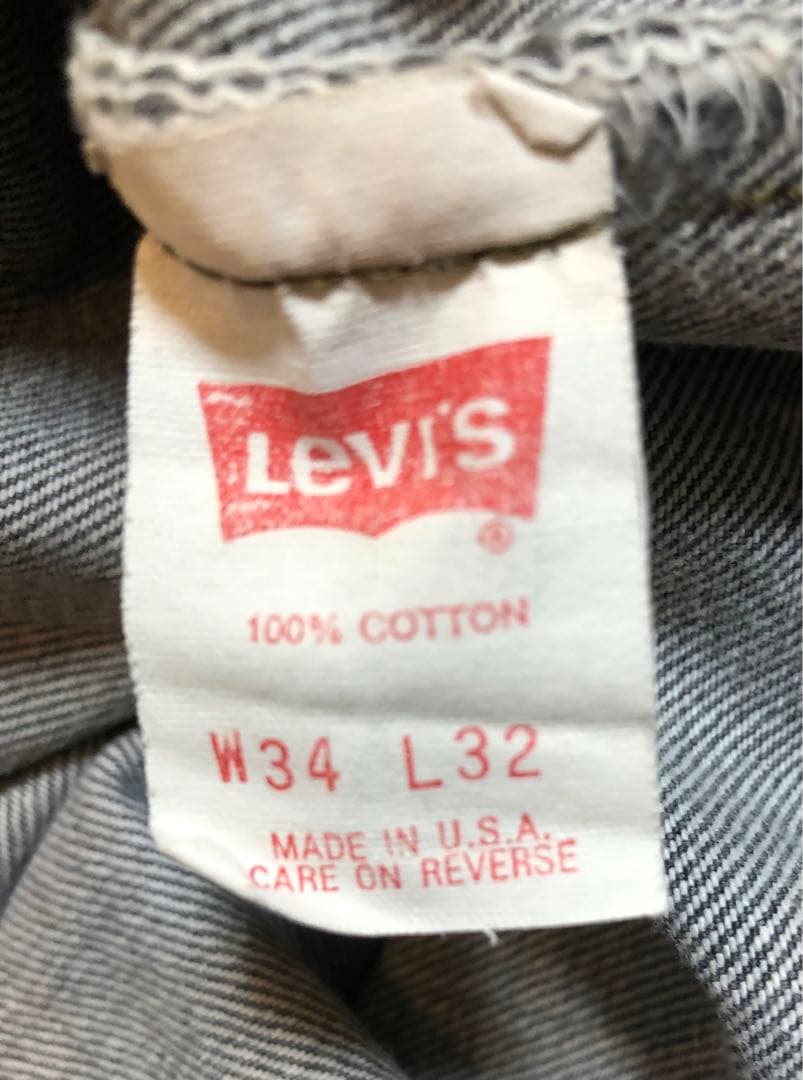 Levi's
®
100% COTTON
W34 L32
MADE IN U.S.A.
CARE ON REVERSE